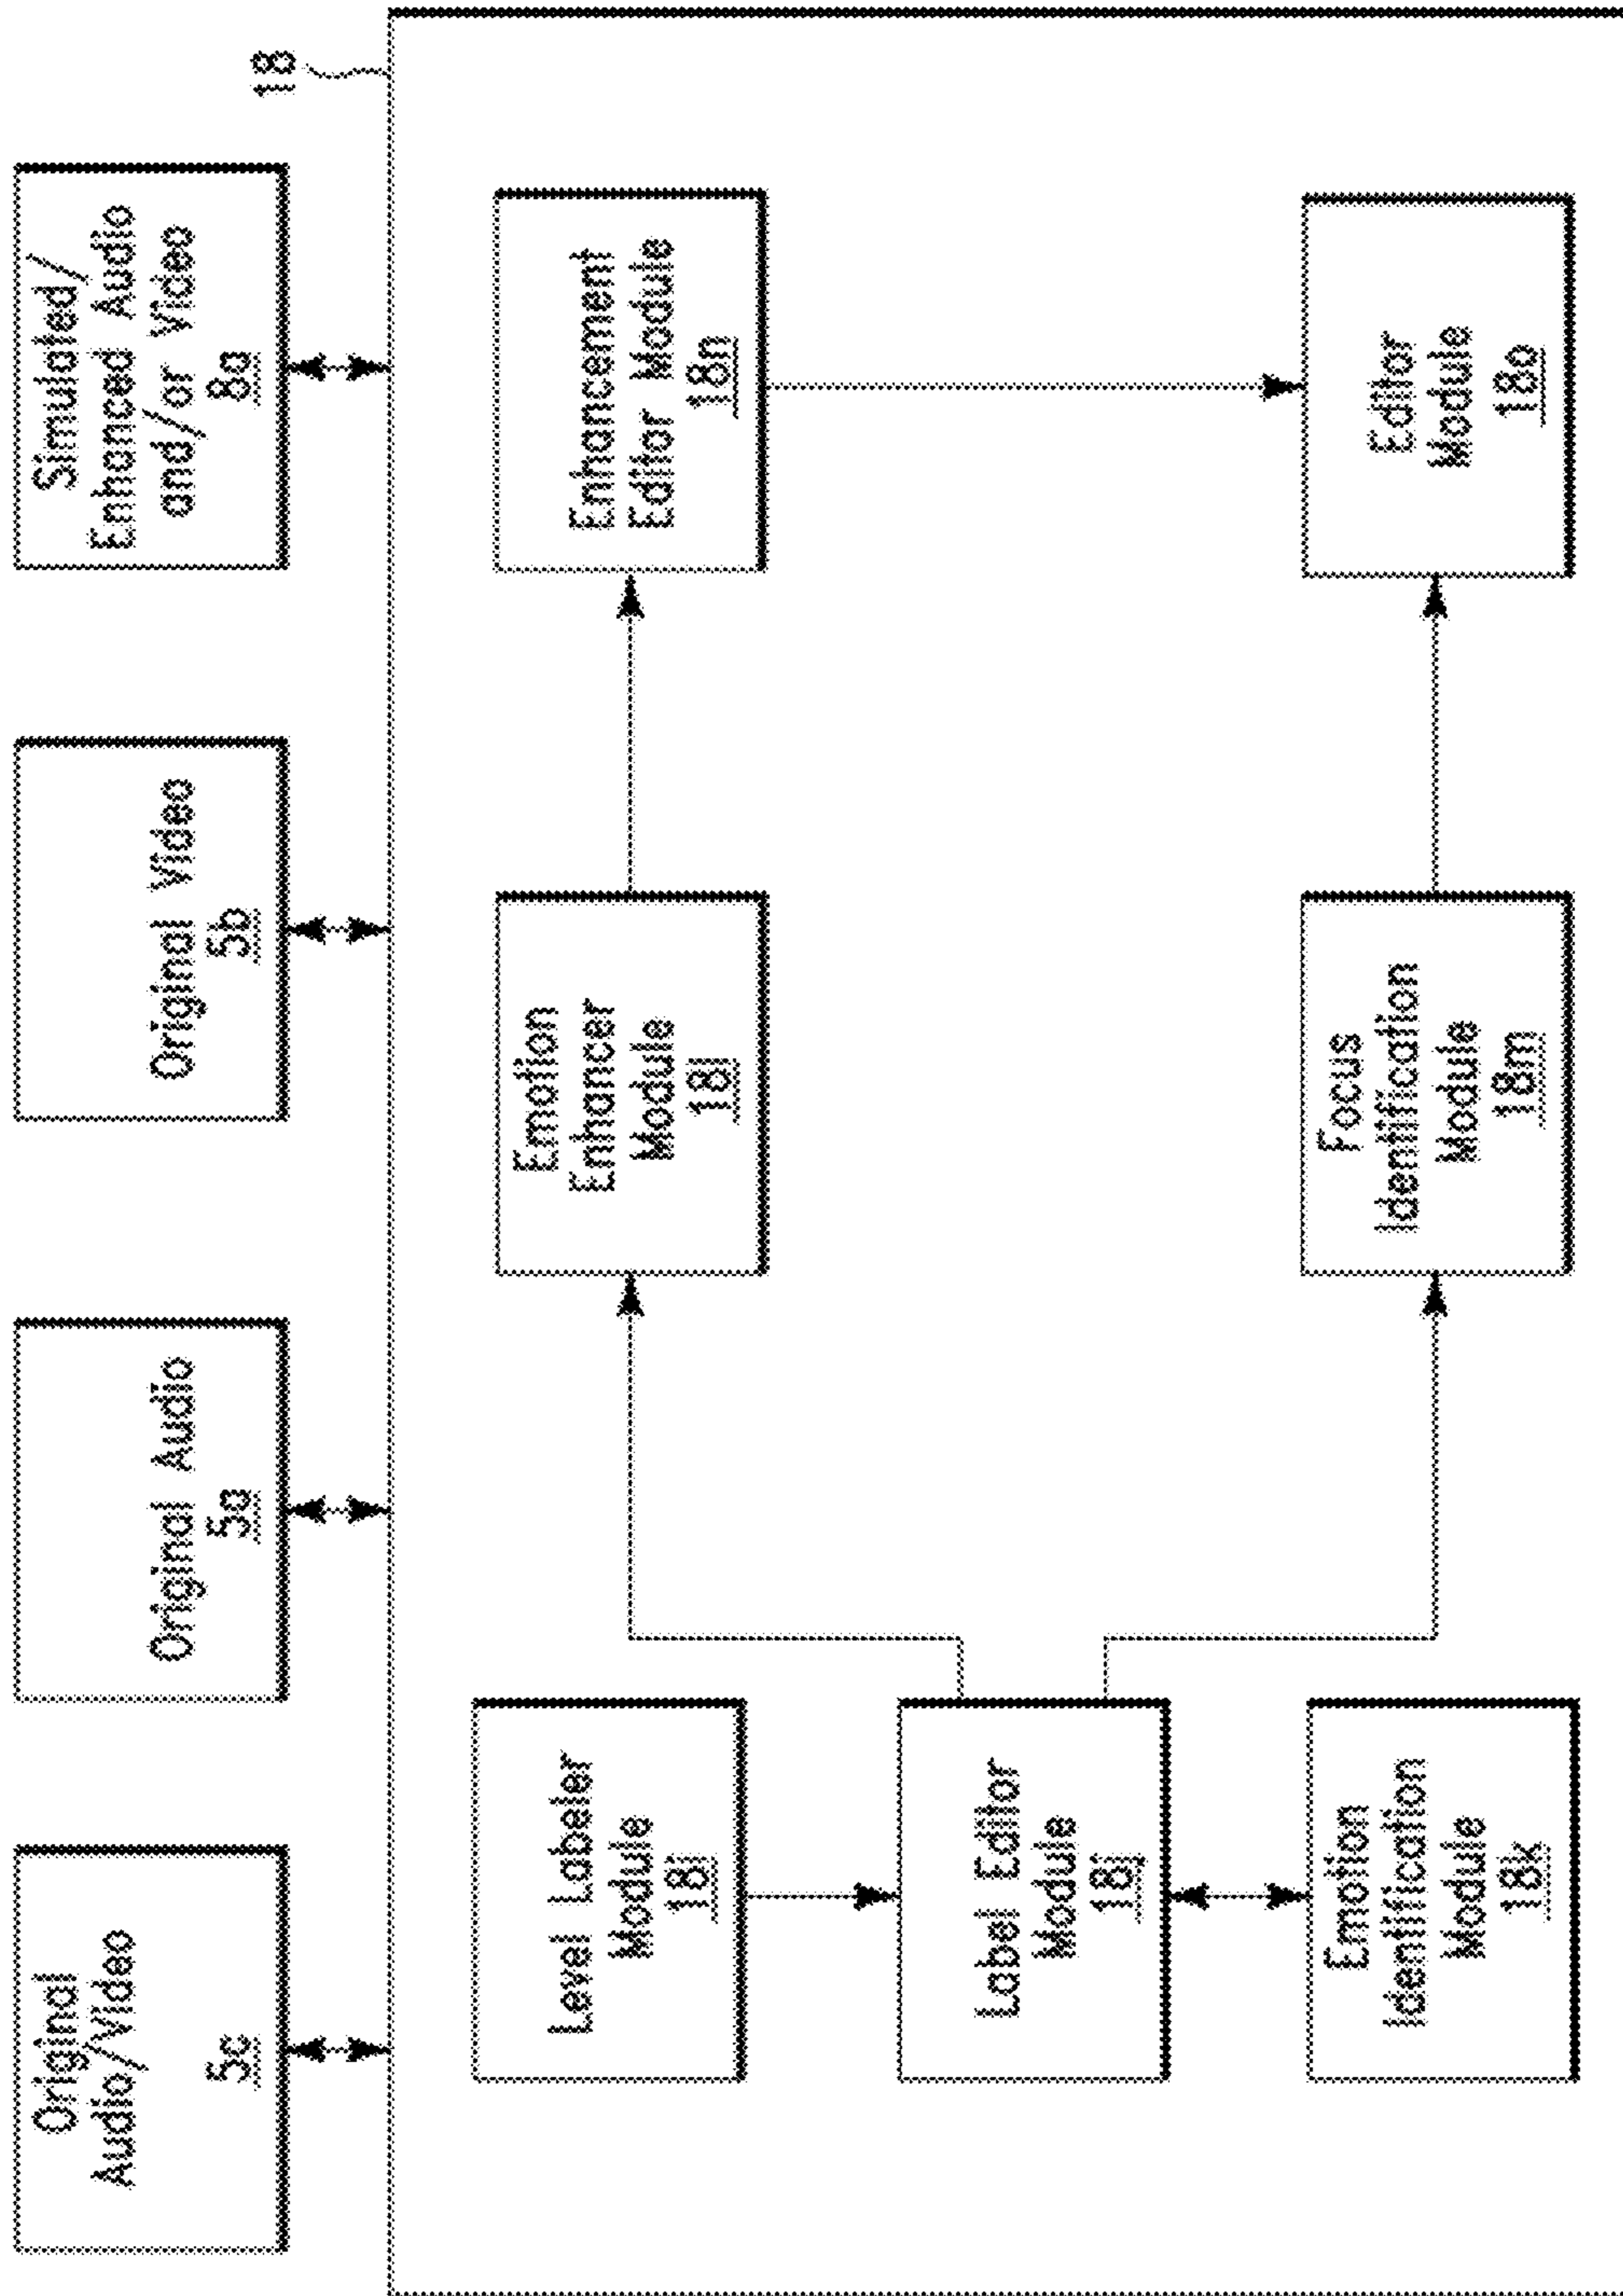 Original
Audio/Video
5c
Original Audio
5a
Original Video
5b
Simulated/
Enhanced Audio
and/or Video
8a
18
Level Labeler
Module
18i
Label Editor
Module
18j
Emotion
Identification
Module
18k
Emotion
Enhancer
Module
18l
Focus
Identification
Module
18m
Enhancement
Editor Module
18n
Editor
Module
18o